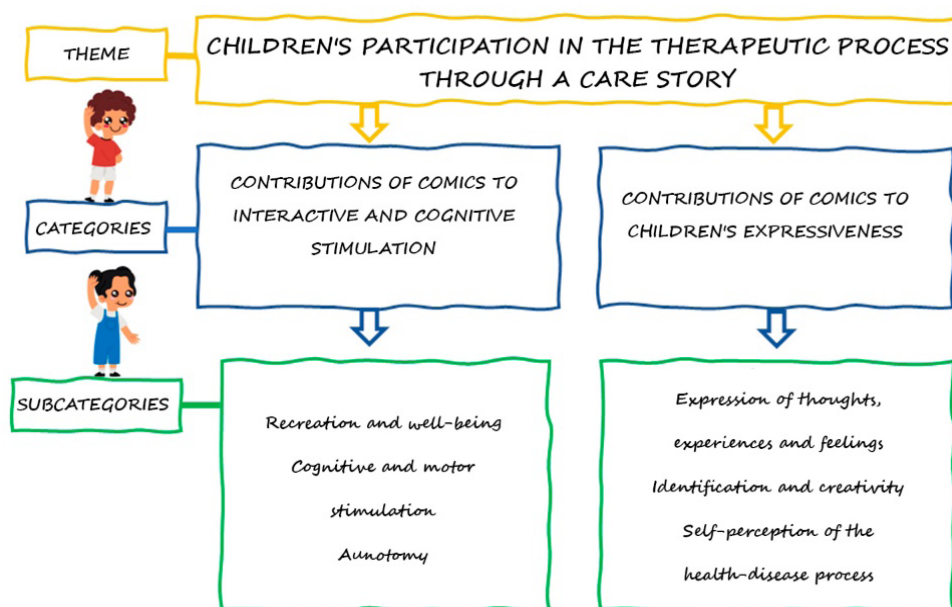 THEME
CHILDREN'S PARTICIPATION IN THE THERAPEUTIC PROCESS
THROUGH A CARE STORY
CATEGORIES
CONTRIBUTIONS OF COMICS TO
INTERACTIVE AND COGNITIVE
STIMULATION
CONTRIBUTIONS OF COMICS TO
CHILDREN'S EXPRESSIVENESS
SUBCATEGORIES
Recreation and well-being
Cognitive and motor
stimulation
Aunotomy
Expression of thoughts,
experiences and feelings
Identification and creativity
Self-perception of the
health-disease process